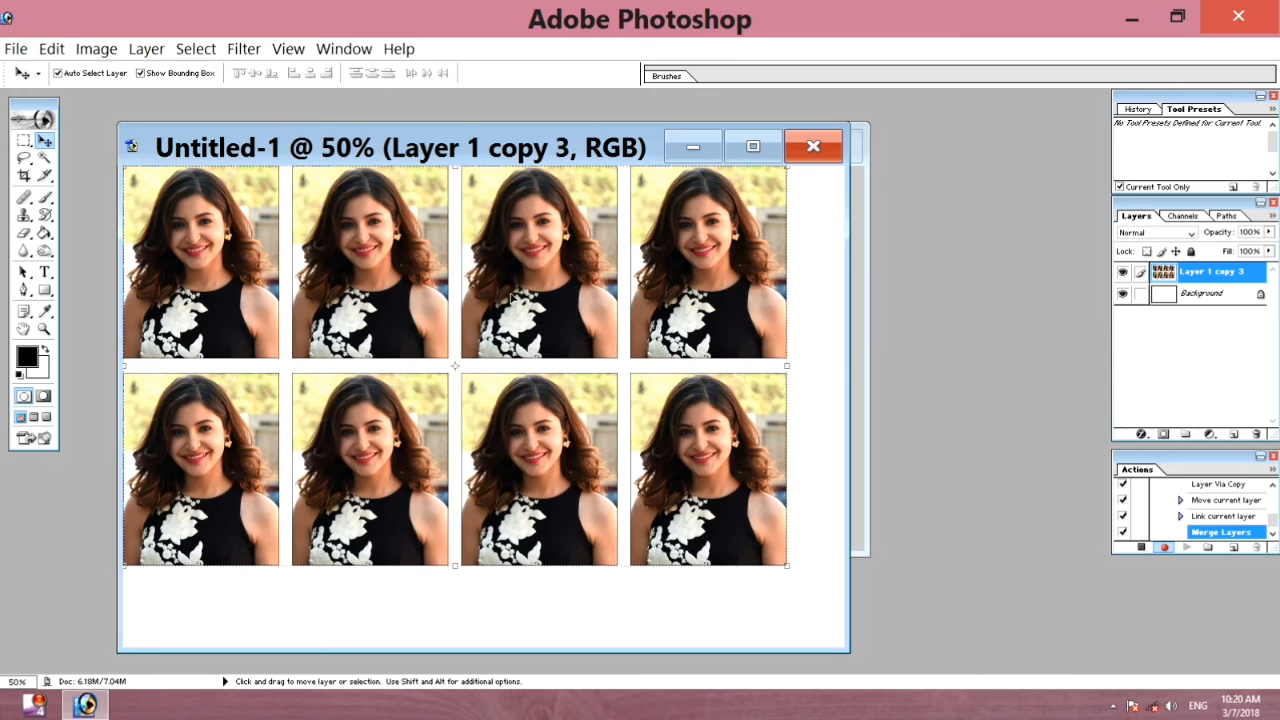 Adobe Photoshop
File Edit Image Layer Select Filter View Window Help
Auto Select Layer Show Bounding Box
Brushes
History Tool Presets
No Tool Presets Defined for Current Tool.
Current Tool Only
Untitled-1 @ 50% (Layer 1 copy 3, RGB)
Layers Channels Paths
Normal Opacity: 100%
Lock: Fill: 100%
Layer 1 copy 3
Background
Actions
Layer Via Copy
Move current layer
Link current layer
Merge Layers
50% Doc: 6.18M/7.04M Click and drag to move layer or selection. Use Shift and Alt for additional options.
ENG 10:20 AM
3/7/2018